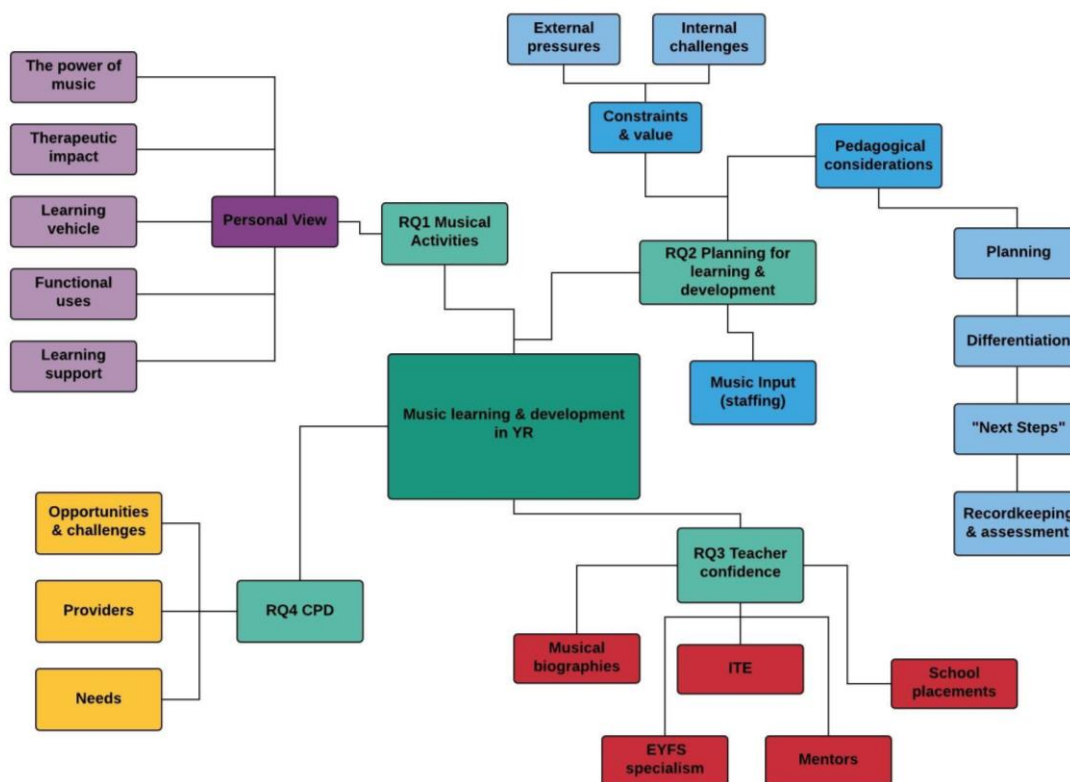 External
pressures
Internal
challenges
The power of
music
Constraints
& value
Therapeutic
impact
Pedagogical
considerations
Learning
vehicle
Personal View
RQ1 Musical
Activities
RQ2 Planning for
learning &
development
Planning
Functional
uses
Differentiation
Learning
support
Music Input
(staffing)
Music learning & development
in YR
"Next Steps"
Opportunities
& challenges
Recordkeeping
& assessment
RQ3 Teacher
confidence
Providers
RQ4 CPD
Musical
biographies
ITE
School
placements
Needs
EYFS
specialism
Mentors